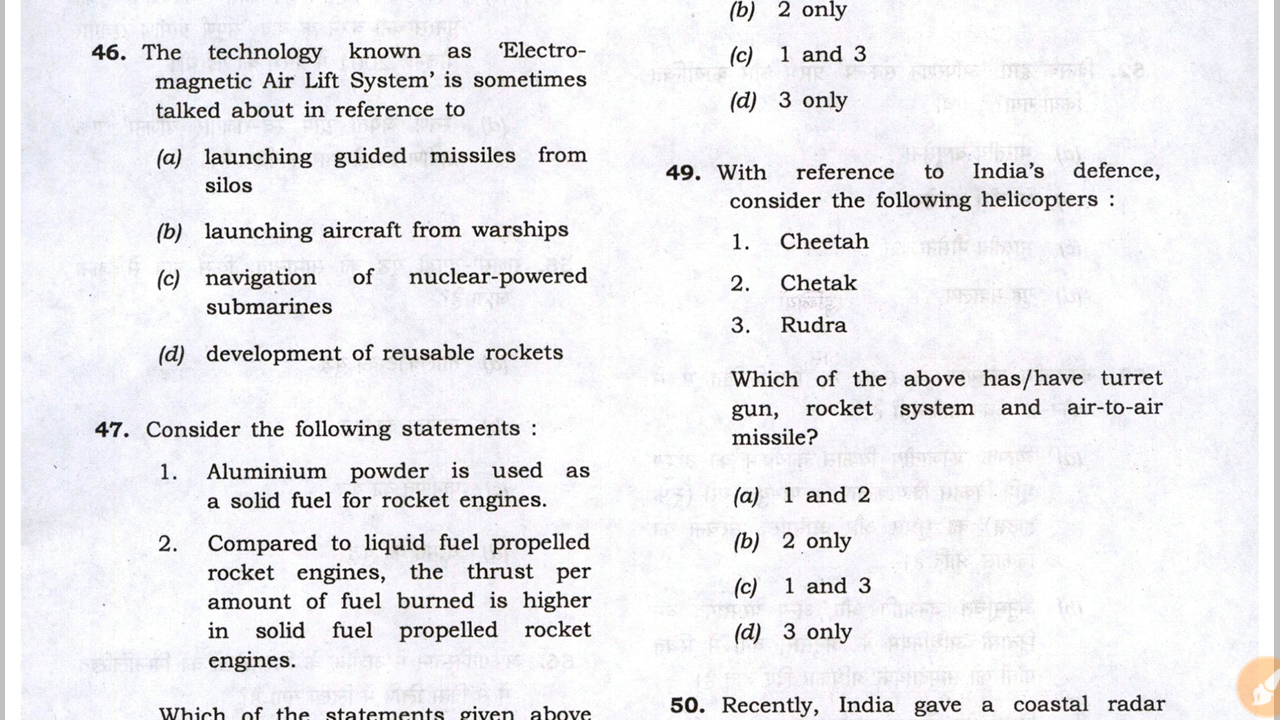 46. The technology known as ‘Electro-
magnetic Air Lift System’ is sometimes
talked about in reference to
(a) launching guided missiles from
silos
(b) launching aircraft from warships
(c) navigation of nuclear-powered
submarines
(d) development of reusable rockets
47. Consider the following statements :
1. Aluminium powder is used as
a solid fuel for rocket engines.
2. Compared to liquid fuel propelled
rocket engines, the thrust per
amount of fuel burned is higher
in solid fuel propelled rocket
engines.
Which of the statements given above
(b) 2 only
(c) 1 and 3
(d) 3 only
49. With reference to India’s defence,
consider the following helicopters :
1. Cheetah
2. Chetak
3. Rudra
Which of the above has/have turret
gun, rocket system and air-to-air
missile?
(a) 1 and 2
(b) 2 only
(c) 1 and 3
(d) 3 only
50. Recently, India gave a coastal radar